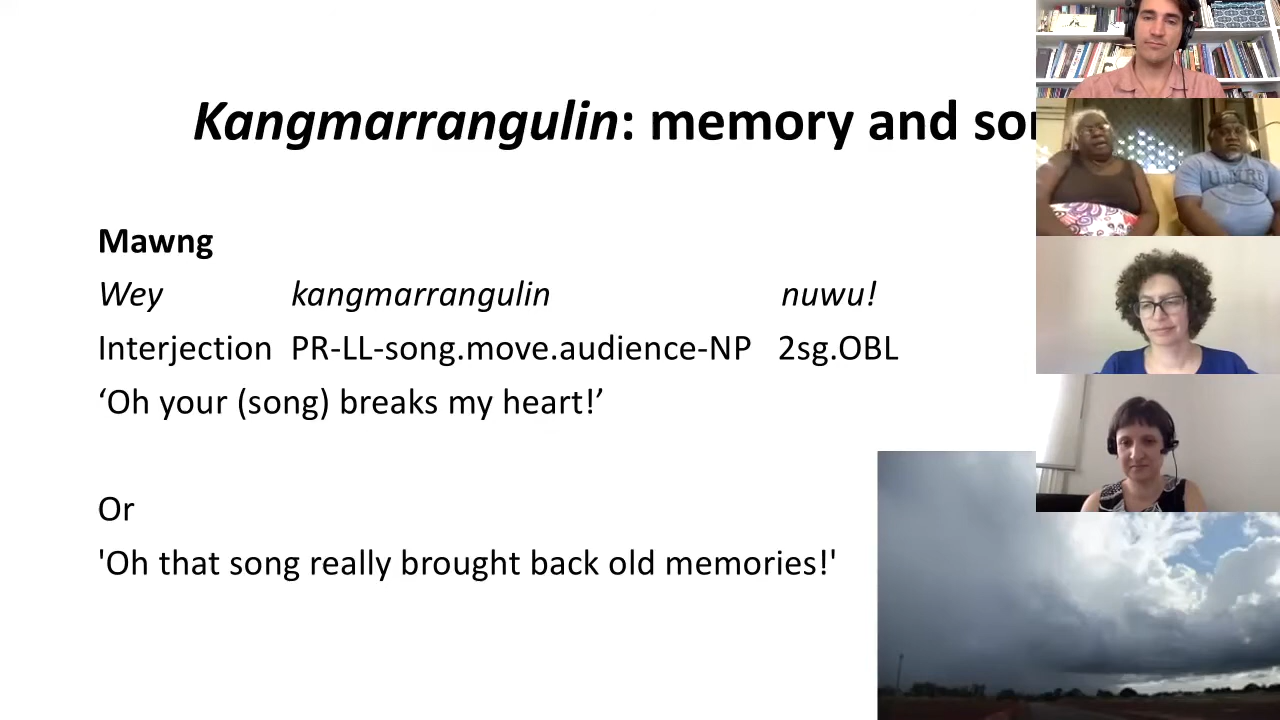 Kangmarrangulin: memory and so
Mawng
Wey kangmarrangulin nuwu!
Interjection PR-LL-song.move.audience-NP 2sg.OBL
‘Oh your (song) breaks my heart!’
Or
'Oh that song really brought back old memories!'